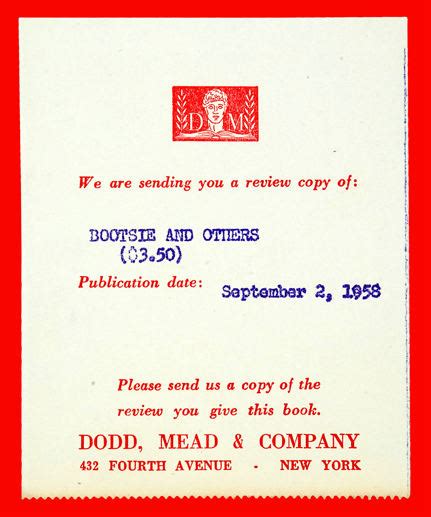 D M
We are sending you a review copy of:
BOOTSIE AND OTHERS
($3.50)
Publication date:
September 2, 1958
Please send us a copy of the
review you give this book.
DODD, MEAD & COMPANY
432 FOURTH AVENUE - NEW YORK